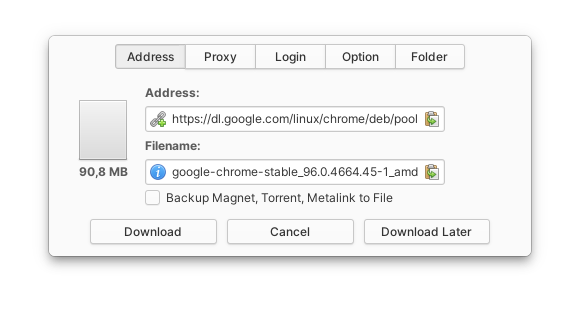 Address Proxy Login Option Folder
Address:
https://dl.google.com/linux/chrome/deb/pool
Filename:
90,8 MB google-chrome-stable_96.0.4664.45-1_amd
Backup Magnet, Torrent, Metalink to File
Download Cancel Download Later